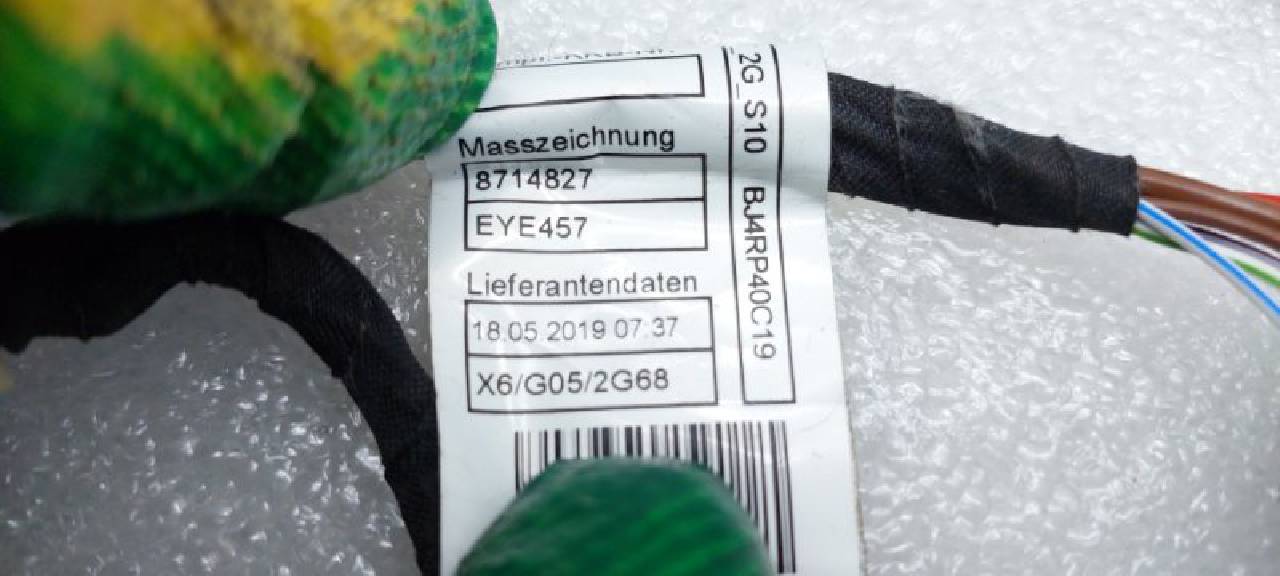 Masszeichnung
8714827
EYE457
Lieferantendaten
18.05.2019 07:37
X6/G05/2G68
2G_S10 BJ4RP40C19